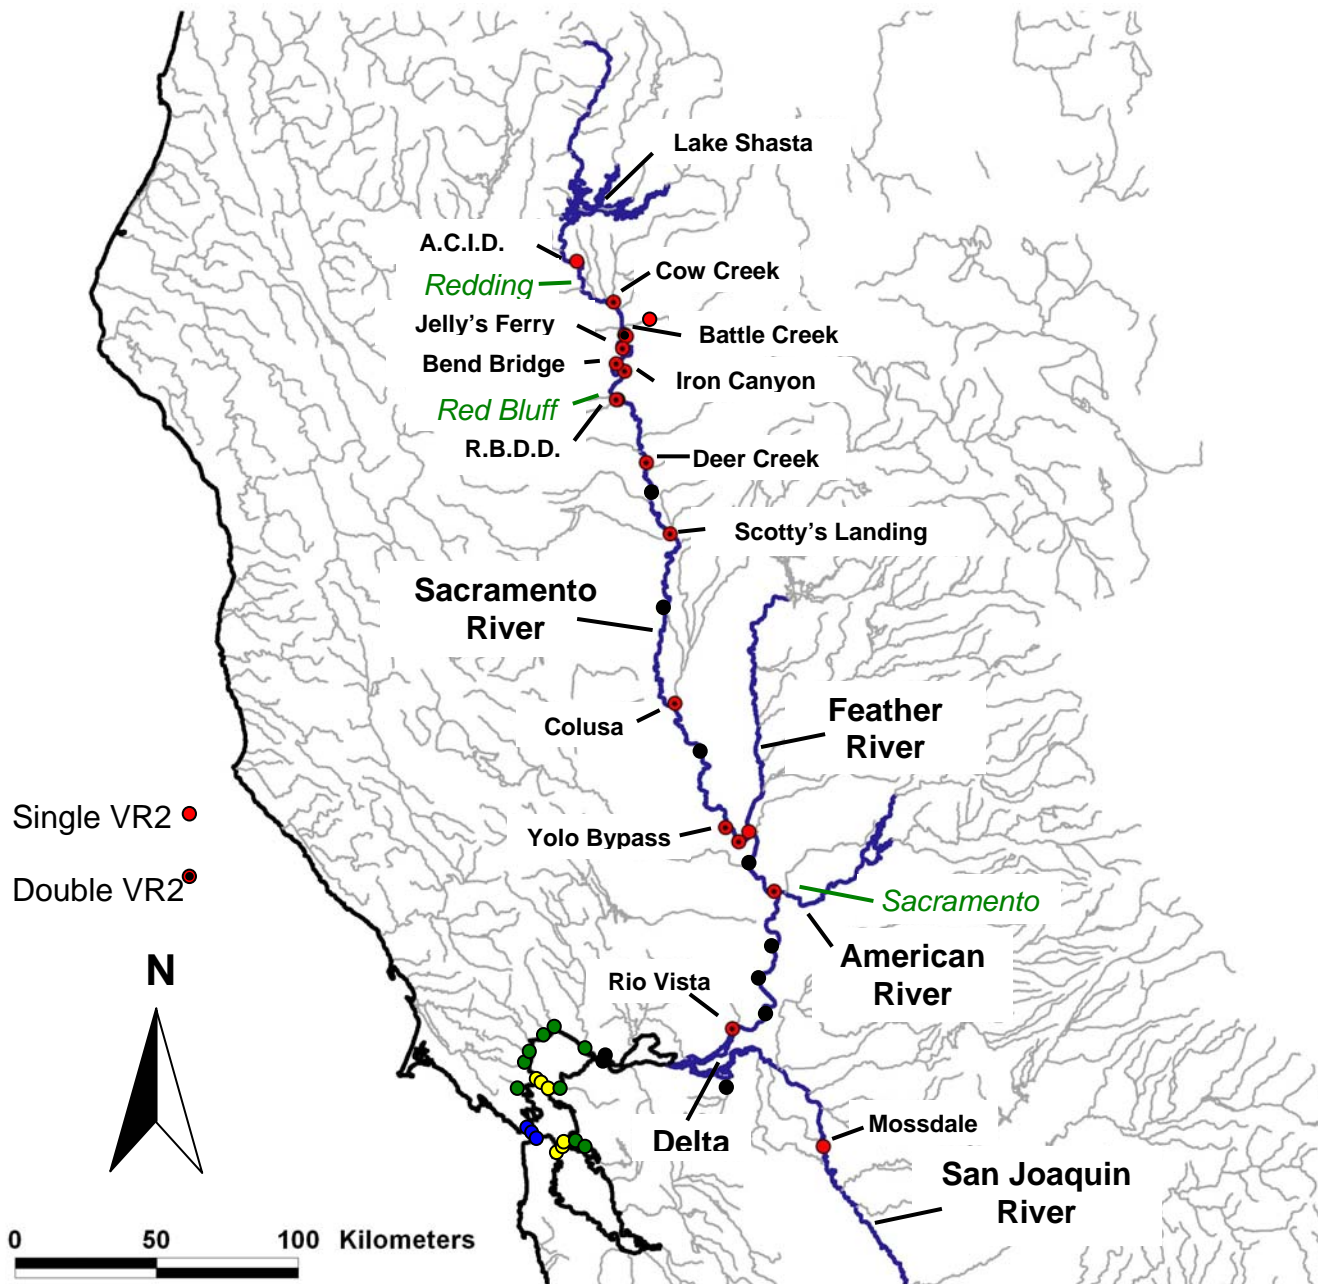 Lake Shasta
A.C.I.D.
Cow Creek
Redding
Jelly's Ferry
Battle Creek
Bend Bridge
Iron Canyon
Red Bluff
R.B.D.D.
Deer Creek
Scotty's Landing
Sacramento
River
Feather
River
Colusa
Single VR2
Yolo Bypass
Double VR2
Sacramento
American
River
N
Rio Vista
Mossdale
Delta
San Joaquin
River
0 50 100 Kilometers